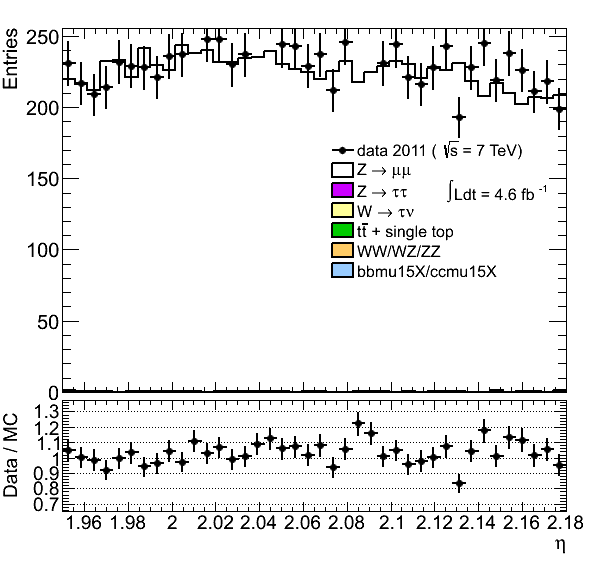 Entries
250
200
150
100
50
0
data 2011 ( √s = 7 TeV)
Z → μμ
Z → ττ
∫Ldt = 4.6 fb⁻¹
W → τν
tt̄ + single top
WW/WZ/ZZ
bbmu15X/ccmu15X
Data / MC
1.3
1.2
1.1
1
0.9
0.8
0.7
1.96 1.98 2 2.02 2.04 2.06 2.08 2.1 2.12 2.14 2.16 2.18
η